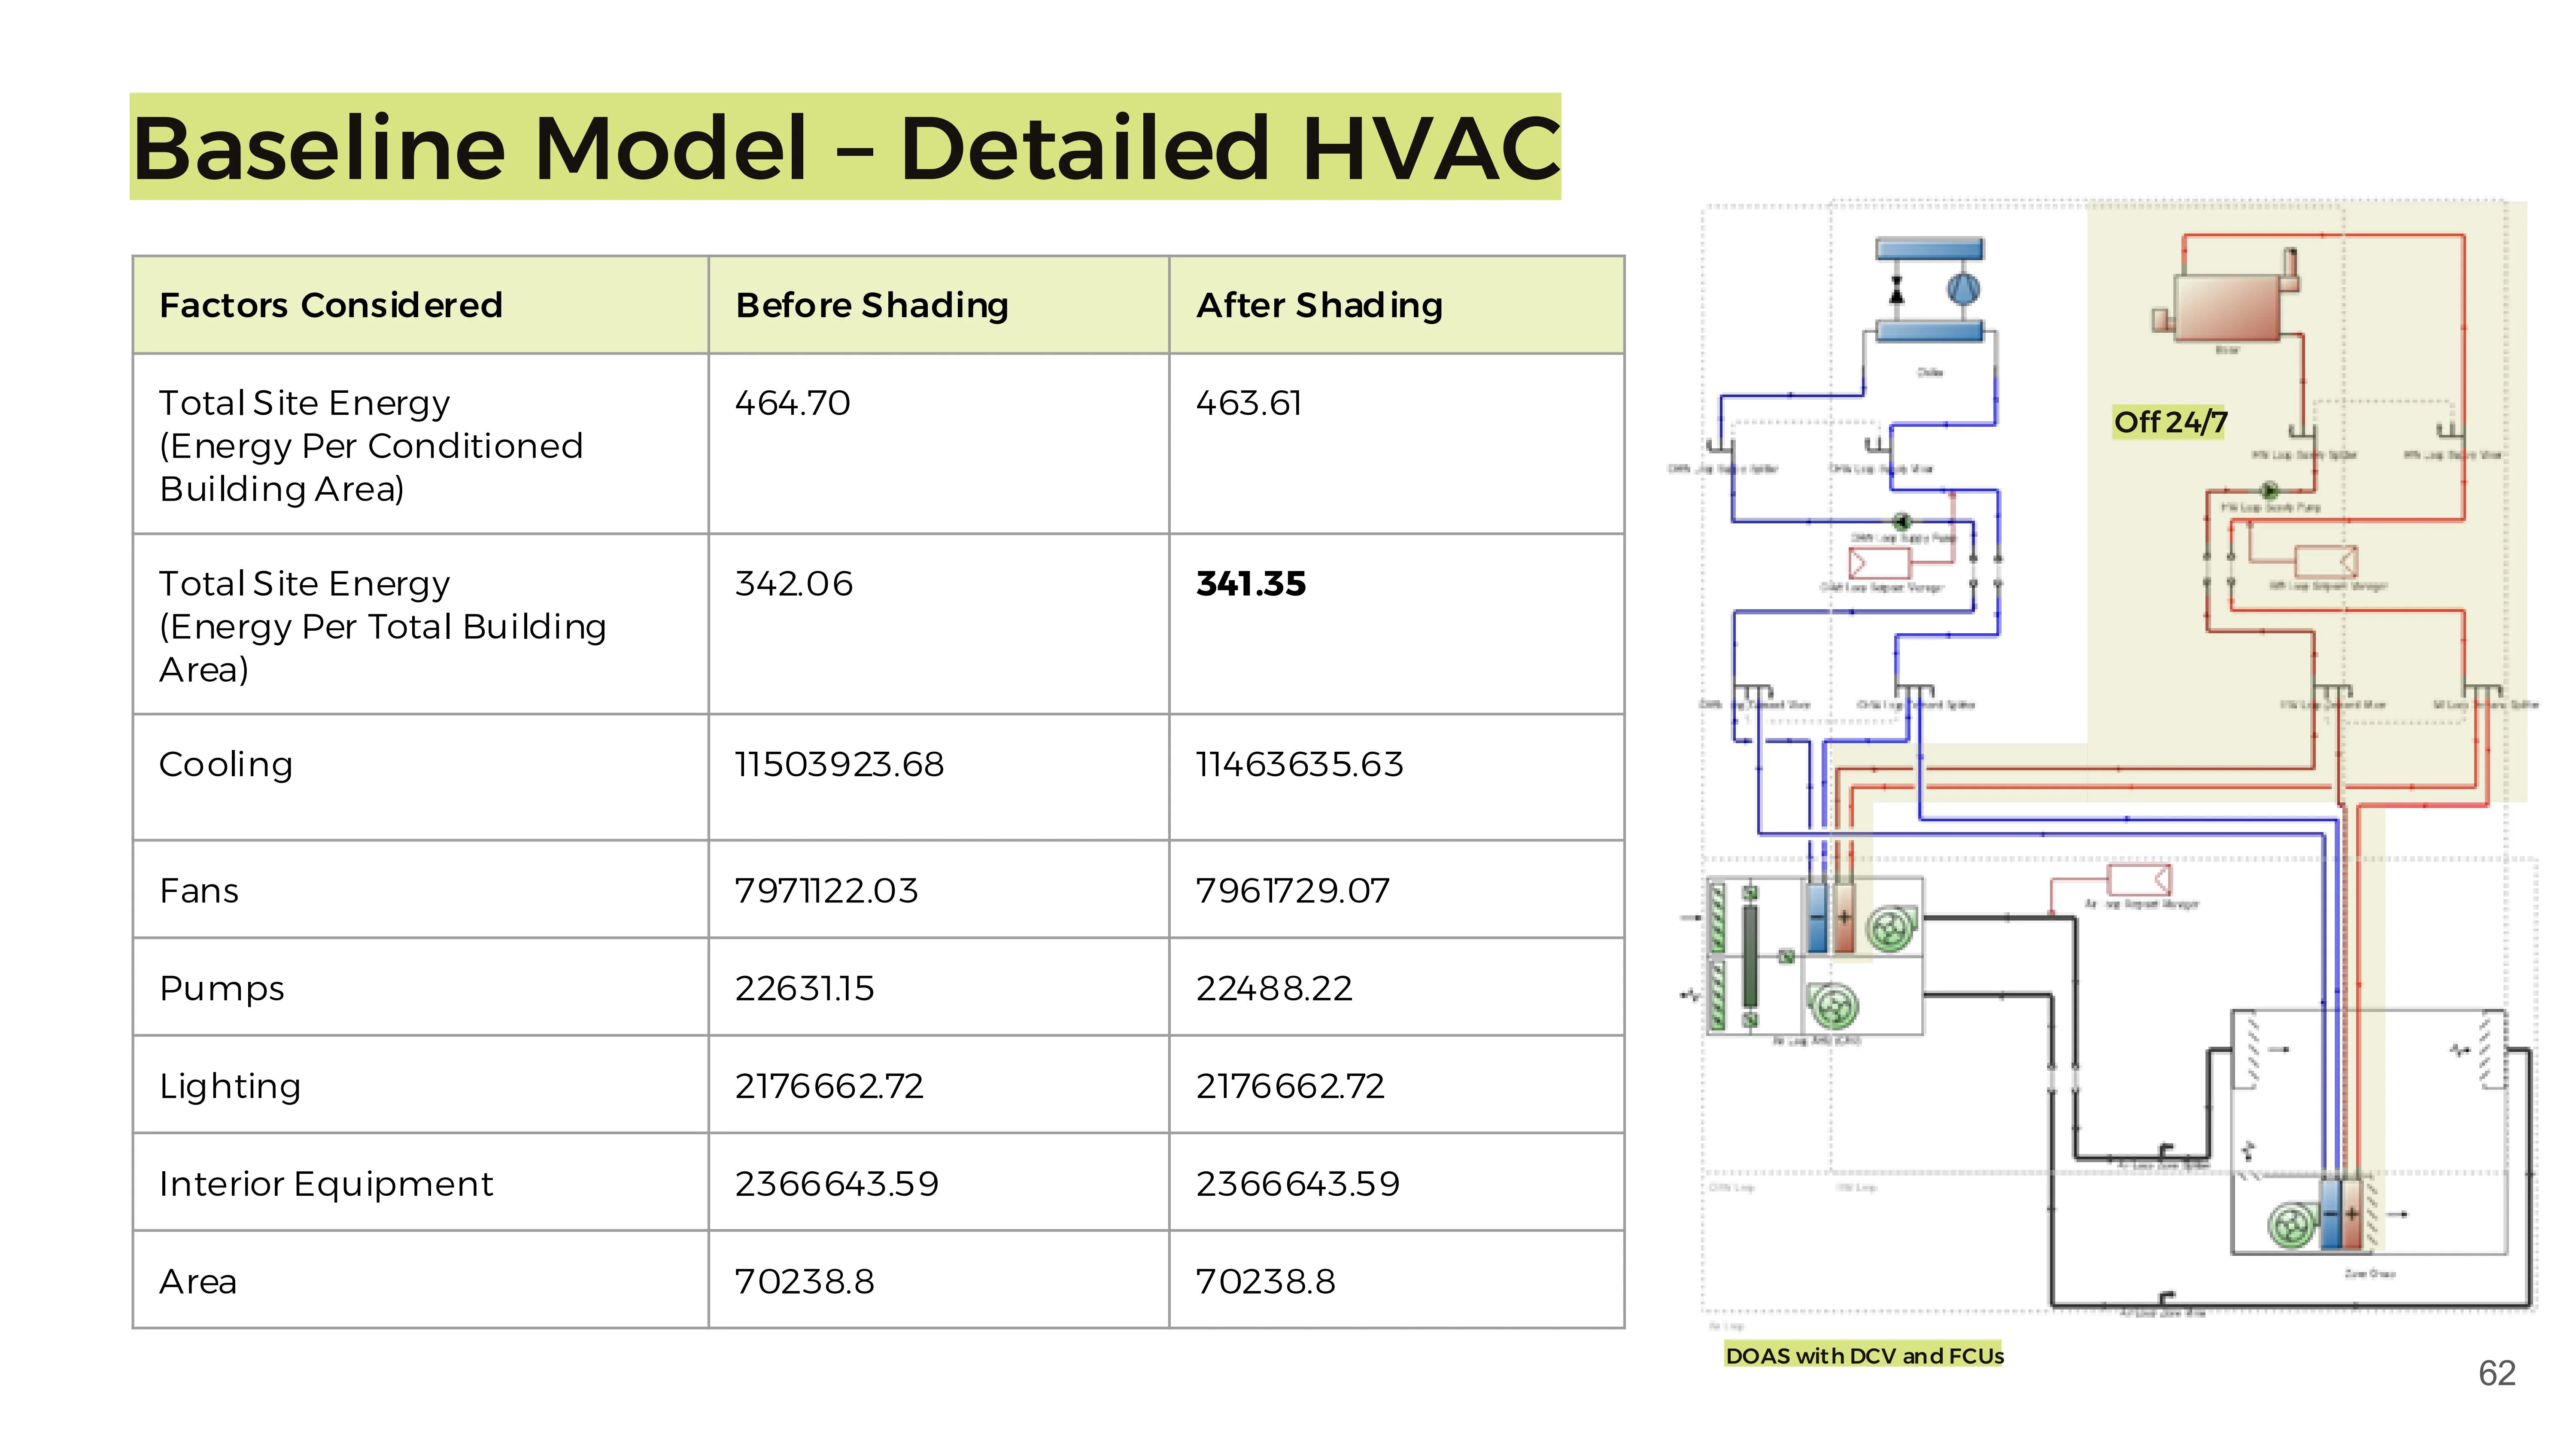 Baseline Model – Detailed HVAC
Factors Considered
Before Shading
After Shading
Total Site Energy
(Energy Per Conditioned
Building Area)
464.70
463.61
Total Site Energy
(Energy Per Total Building
Area)
342.06
341.35
Cooling
11503923.68
11463635.63
Fans
7971122.03
7961729.07
Pumps
22631.15
22488.22
Lighting
2176662.72
2176662.72
Interior Equipment
2366643.59
2366643.59
Area
70238.8
70238.8
Off 24/7
DOAS with DCV and FCUs
62